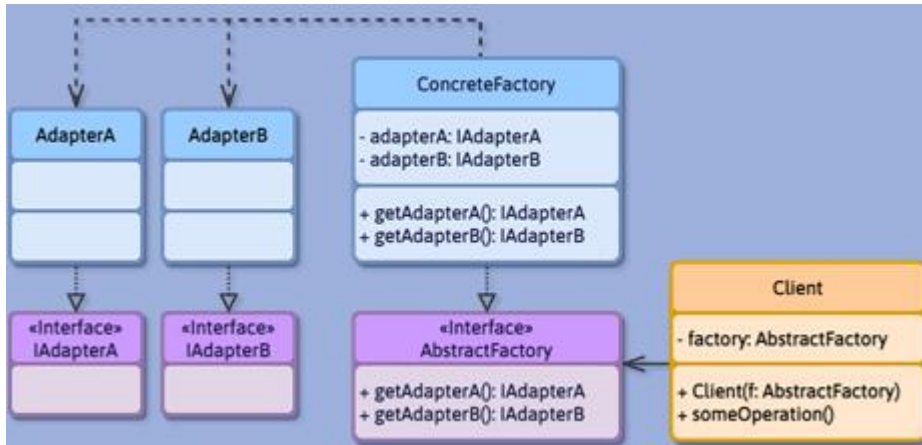 ConcreteFactory
- adapterA: IAdapterA
- adapterB: IAdapterB
+ getAdapterA(): IAdapterA
+ getAdapterB(): IAdapterB
AdapterA
AdapterB
«Interface»
IAdapterA
«Interface»
IAdapterB
«Interface»
AbstractFactory
+ getAdapterA(): IAdapterA
+ getAdapterB(): IAdapterB
Client
- factory: AbstractFactory
+ Client(f: AbstractFactory)
+ someOperation()